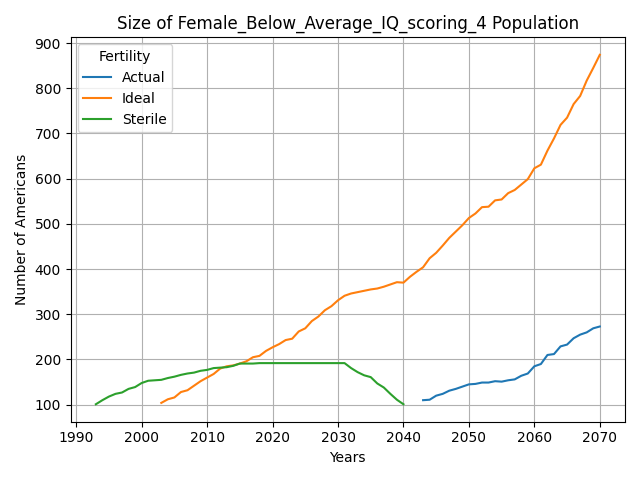 Size of Female_Below_Average_IQ_scoring_4 Population
Number of Americans
900
800
700
600
500
400
300
200
100
Fertility
Actual
Ideal
Sterile
1990 2000 2010 2020 2030 2040 2050 2060 2070
Years